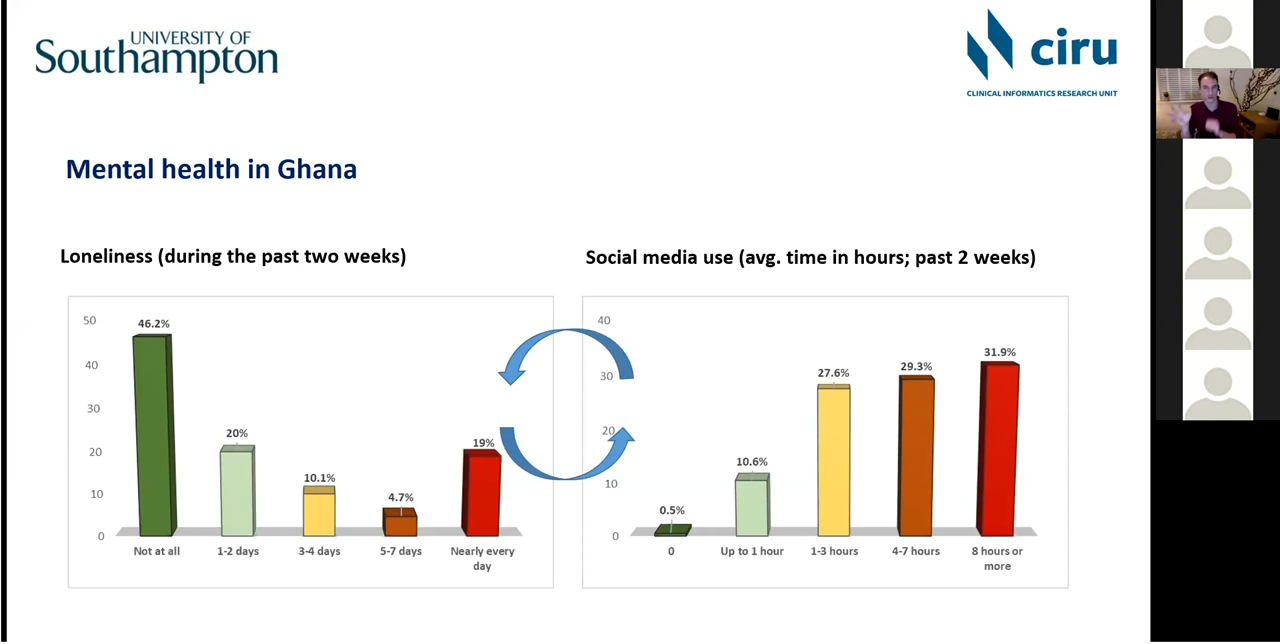 UNIVERSITY OF
Southampton
ciru
CLINICAL INFORMATICS RESEARCH UNIT
Mental health in Ghana
Loneliness (during the past two weeks)
50
40
30
20
10
0
46.2%
20%
10.1%
4.7%
19%
Not at all
1-2 days
3-4 days
5-7 days
Nearly every
day
Social media use (avg. time in hours; past 2 weeks)
40
30
20
10
0
0.5%
10.6%
27.6%
29.3%
31.9%
0
Up to 1 hour
1-3 hours
4-7 hours
8 hours or
more